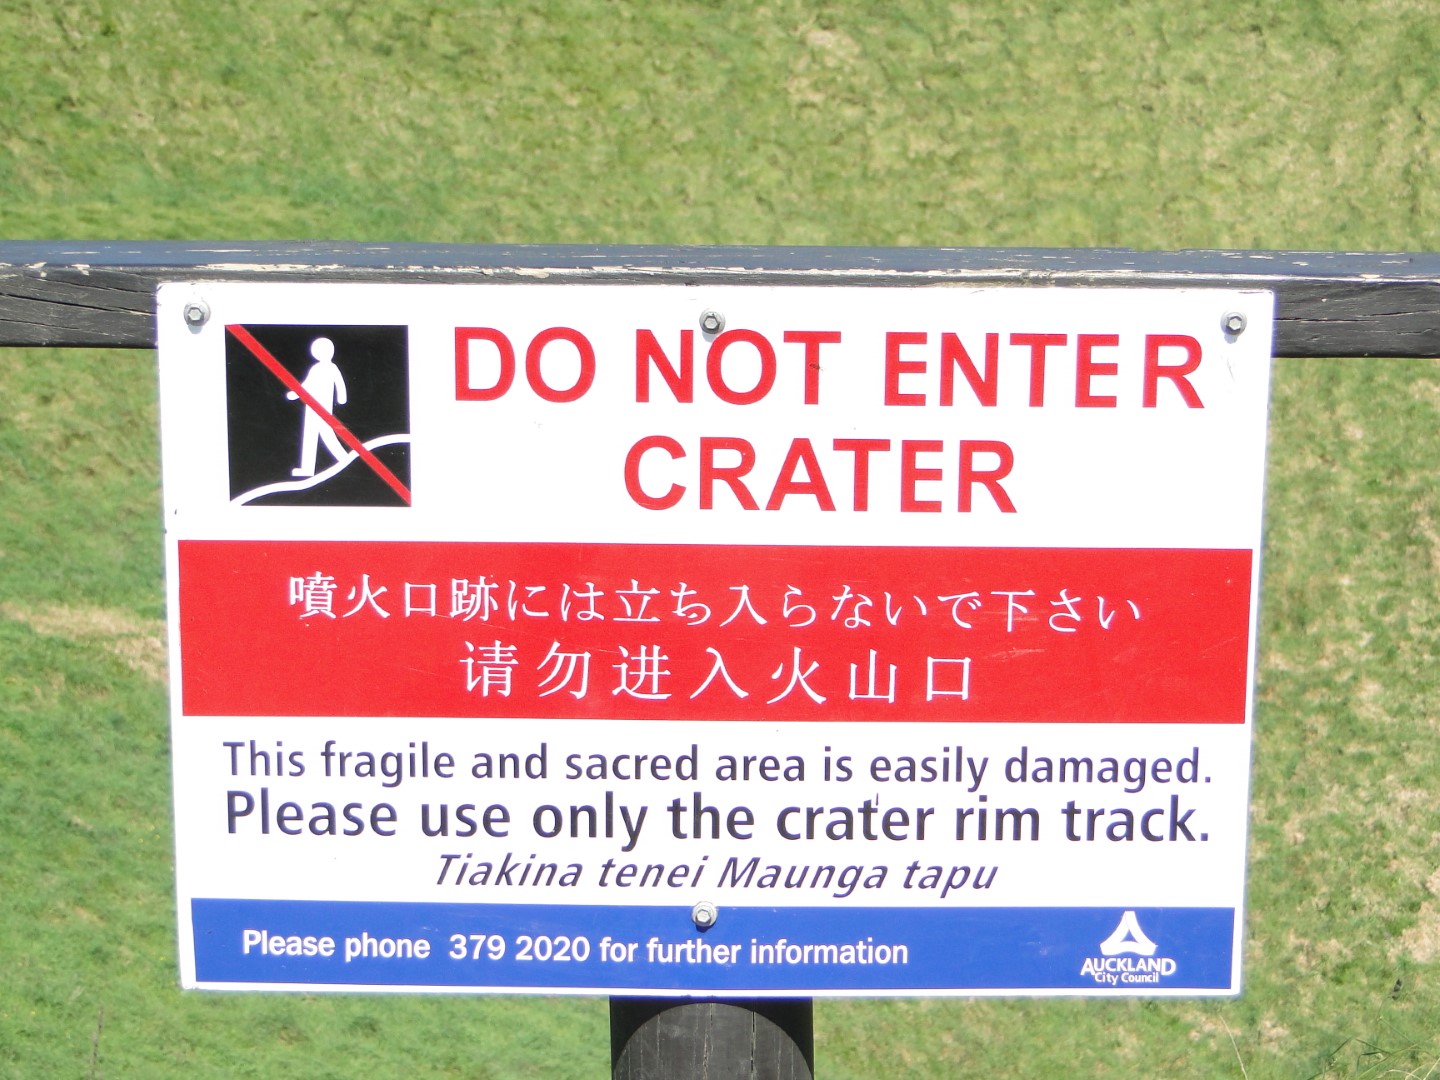 DO NOT ENTER
CRATER
噴火口跡には立ち入らないで下さい
请勿进入火山口
This fragile and sacred area is easily damaged.
Please use only the crater rim track.
Tiakina tenei Maunga tapu
Please phone 379 2020 for further information
AUCKLAND
City Council